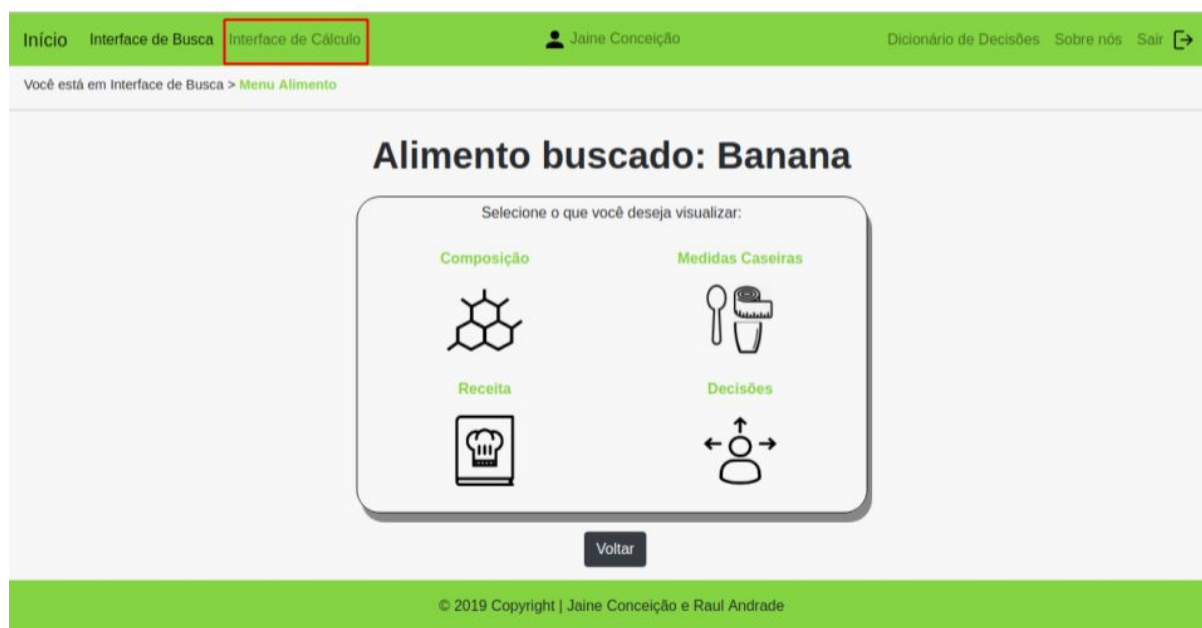 Início Interface de Busca Interface de Cálculo Jaine Conceição Dicionário de Decisões Sobre nós Sair
Você está em Interface de Busca > Menu Alimento
Alimento buscado: Banana
Selecione o que você deseja visualizar:
Composição Medidas Caseiras
Receita Decisões
Voltar
© 2019 Copyright | Jaine Conceição e Raul Andrade